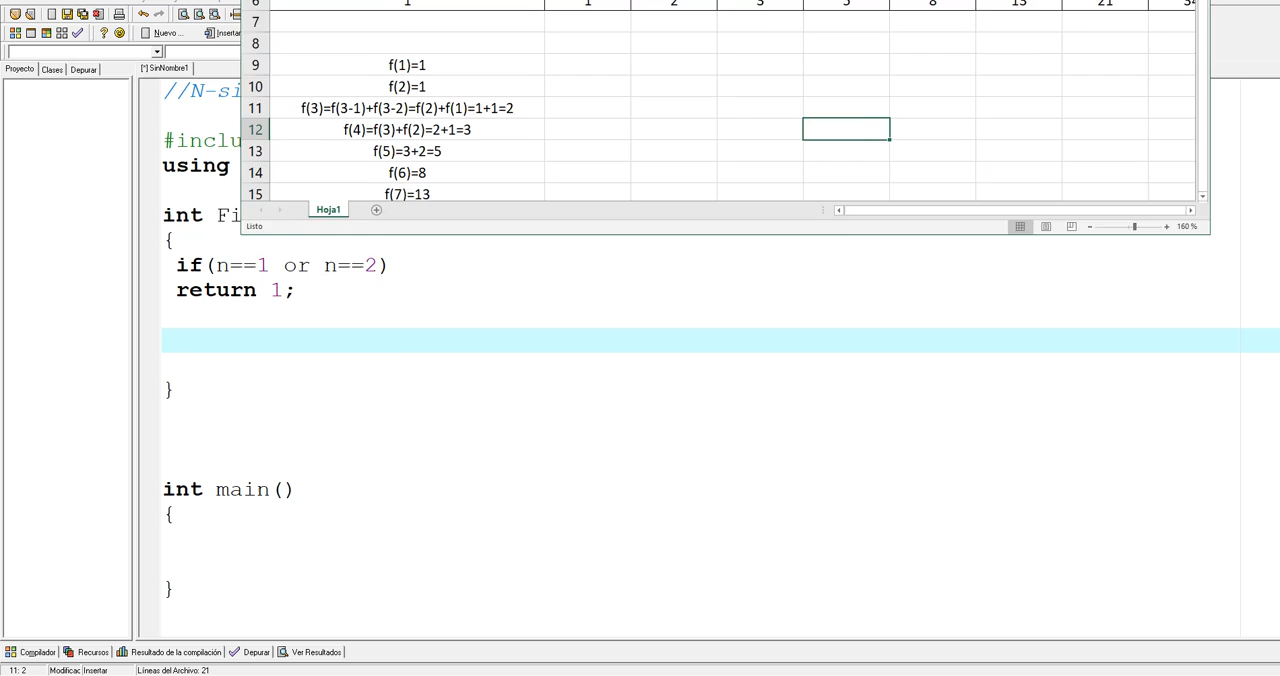 6 1 1 2 3 5 8 13 21 34
7
8
9 f(1)=1
10 f(2)=1
11 f(3)=f(3-1)+f(3-2)=f(2)+f(1)=1+1=2
12 f(4)=f(3)+f(2)=2+1=3
13 f(5)=3+2=5
14 f(6)=8
15 f(7)=13
Hoja1
Listo 160 %
Nuevo... Insertar
Proyecto Clases Depurar
[*] SinNombre1
//N-si
#inclu
using
int Fi
{
if(n==1 or n==2)
return 1;
}
int main()
{
}
Compilador Recursos Resultado de la compilación Depurar Ver Resultados
11: 2 Modificac Insertar Líneas del Archivo: 21